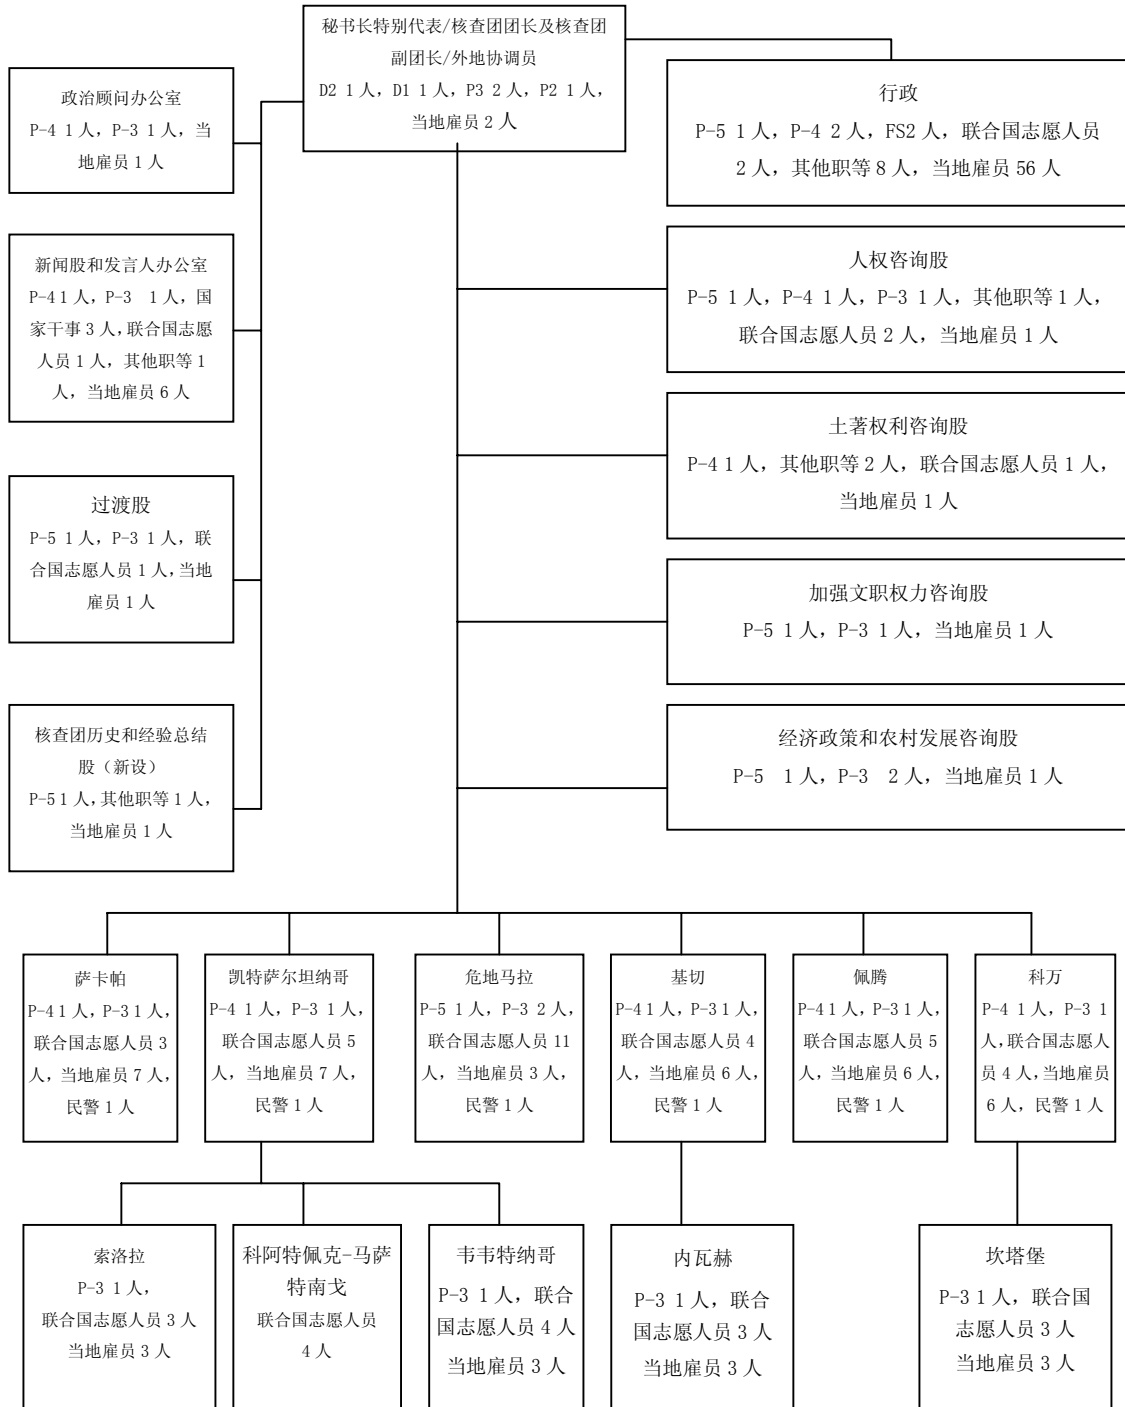 秘书长特别代表/核查团团长及核查团
副团长/外地协调员
D2 1人，D1 1人，P3 2人，P2 1人，
当地雇员 2 人
政治顾问办公室
P-4 1人，P-3 1人，当
地雇员 1 人
新闻股和发言人办公室
P-4 1 人，P-3 1 人，国
家干事 3 人，联合国志愿
人员 1 人，其他职等 1
人，当地雇员 6 人
过渡股
P-5 1 人，P-3 1 人，联
合国志愿人员 1 人，当地
雇员 1 人
核查团历史和经验总结
股（新设）
P-5 1 人，其他职等 1 人，
当地雇员 1 人
行政
P-5 1 人，P-4 2 人，FS2 人，联合国志愿人员
2 人，其他职等 8 人，当地雇员 56 人
人权咨询股
P-5 1 人，P-4 1 人，P-3 1 人，其他职等 1 人，
联合国志愿人员 2 人，当地雇员 1 人
土著权利咨询股
P-4 1 人，其他职等 2 人，联合国志愿人员 1 人，
当地雇员 1 人
加强文职权力咨询股
P-5 1 人，P-3 1 人，当地雇员 1 人
经济政策和农村发展咨询股
P-5 1 人，P-3 2 人，当地雇员 1 人
萨卡帕
P-4 1 人，P-3 1 人，
联合国志愿人员 3
人，当地雇员 7 人，
民警 1 人
凯特萨尔坦纳哥
P-4 1 人，P-3 1 人，
联合国志愿人员 5
人，当地雇员 7 人，
民警 1 人
危地马拉
P-5 1 人，P-3 2 人，
联合国志愿人员 11
人，当地雇员 3 人，
民警 1 人
基切
P-4 1 人，P-3 1 人，
联合国志愿人员 4
人，当地雇员 6 人，
民警 1 人
佩腾
P-4 1 人，P-3 1 人，
联合国志愿人员 5
人，当地雇员 6 人，
民警 1 人
科万
P-4 1 人，P-3 1
人，联合国志愿人
员 4 人，当地雇员
6 人，民警 1 人
索洛拉
P-3 1 人，
联合国志愿人员 3 人
当地雇员 3 人
科阿特佩克-马萨
特南戈
联合国志愿人员
4 人
韦韦特纳哥
P-3 1 人，联合
国志愿人员 4 人
当地雇员 3 人
内瓦赫
P-3 1 人，联合
国志愿人员 3 人
当地雇员 3 人
坎塔堡
P-3 1 人，联合国
志愿人员 3 人
当地雇员 3 人